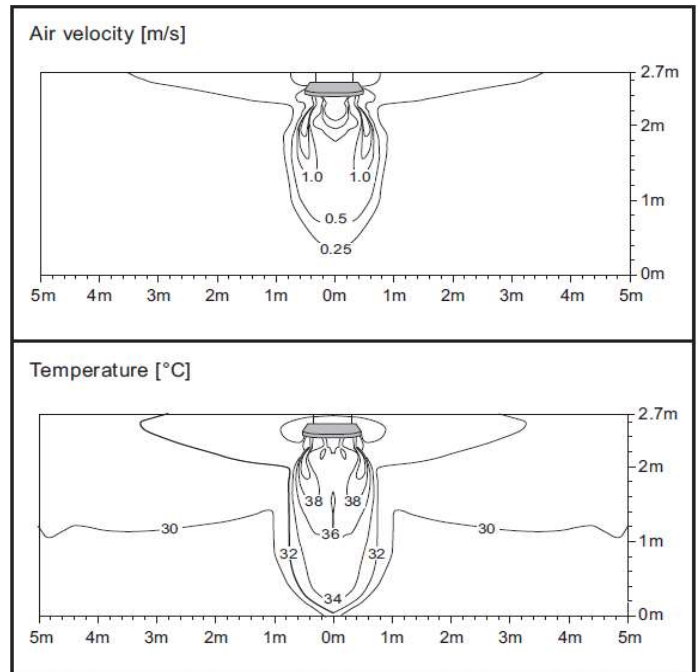 Air velocity [m/s]
2.7m
2m
1.0 1.0
1m
0.5
0.25
0m
5m 4m 3m 2m 1m 0m 1m 2m 3m 4m 5m
Temperature [°C]
2.7m
2m
38 38
30 36 30
1m
32 32
34
0m
5m 4m 3m 2m 1m 0m 1m 2m 3m 4m 5m